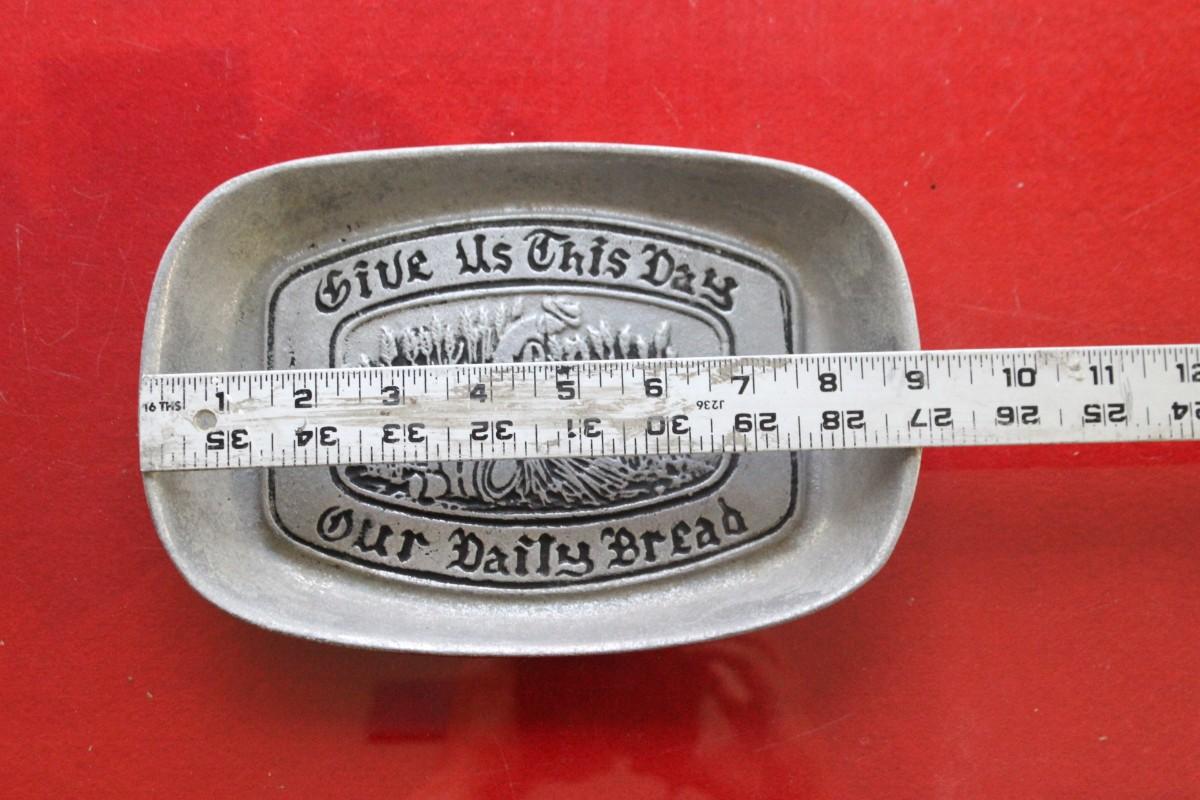 Give Us This Day
16 THS 1 2 3 4 5 6 7 8 9 10 11 12
J236
35 34 33 32 31 30 29 28 27 26 25 24
Our Daily Bread